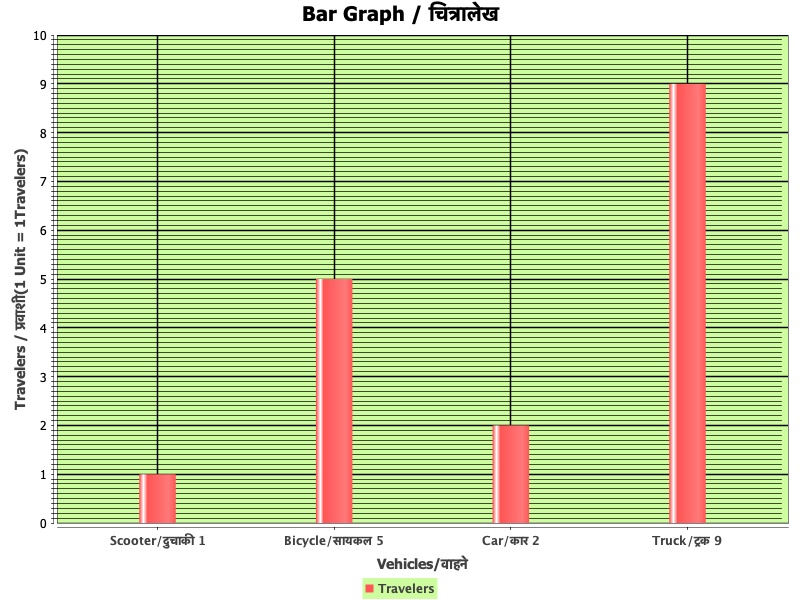 Bar Graph / चित्रालेख
Travelers / प्रवाशी(1 Unit = 1Travelers)
10
9
8
7
6
5
4
3
2
1
0
Scooter/दुचाकी 1 Bicycle/सायकल 5 Car/कार 2 Truck/ट्रक 9
Vehicles/वाहने
Travelers